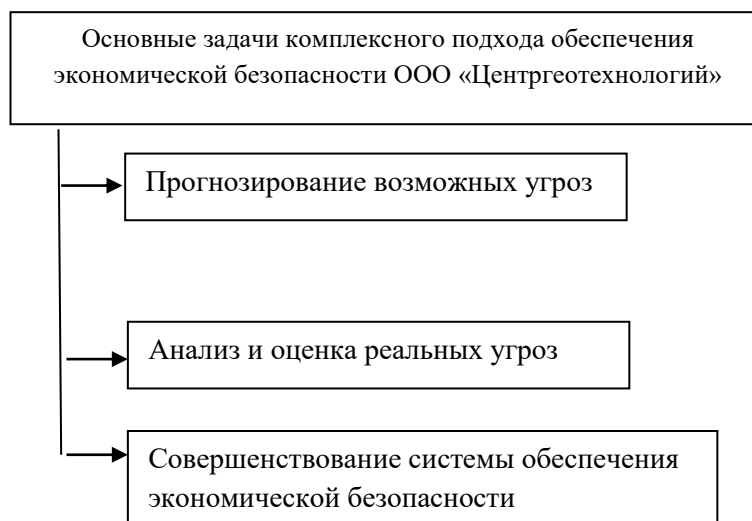 Основные задачи комплексного подхода обеспечения
экономической безопасности ООО «Центргеотехнологий»
Прогнозирование возможных угроз
Анализ и оценка реальных угроз
Совершенствование системы обеспечения
экономической безопасности